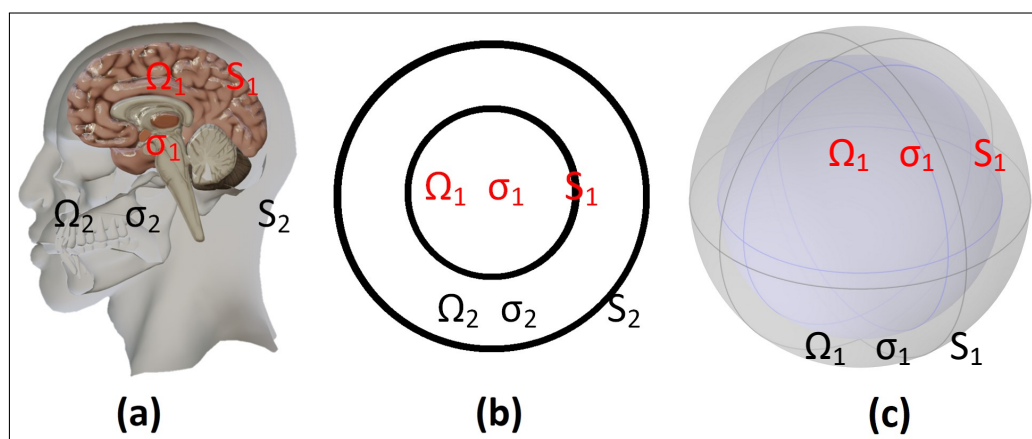 Ω₁ S₁
σ₁
Ω₂ σ₂ S₂
(a)
Ω₁ σ₁ S₁
Ω₂ σ₂ S₂
(b)
Ω₁ σ₁ S₁
Ω₁ σ₁ S₁
(c)